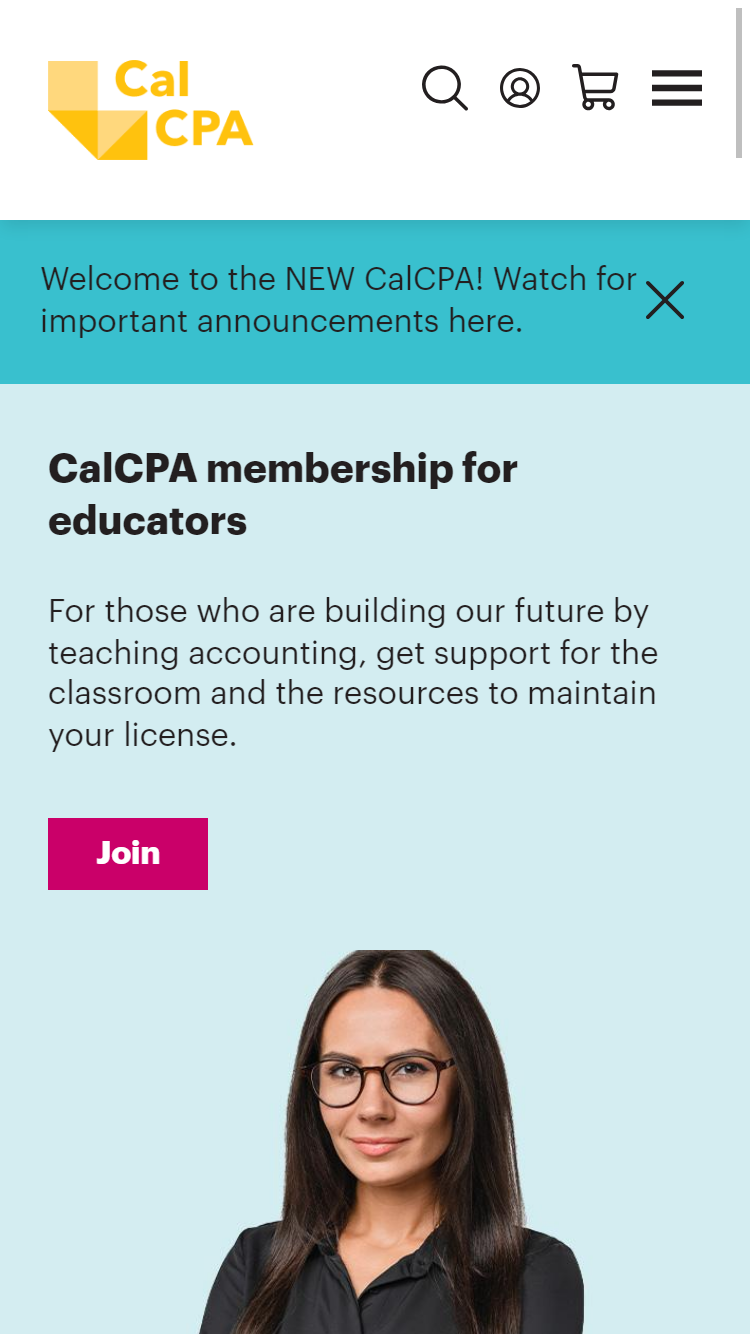 Cal
CPA
Welcome to the NEW CalCPA! Watch for
important announcements here.
CalCPA membership for
educators
For those who are building our future by
teaching accounting, get support for the
classroom and the resources to maintain
your license.
Join